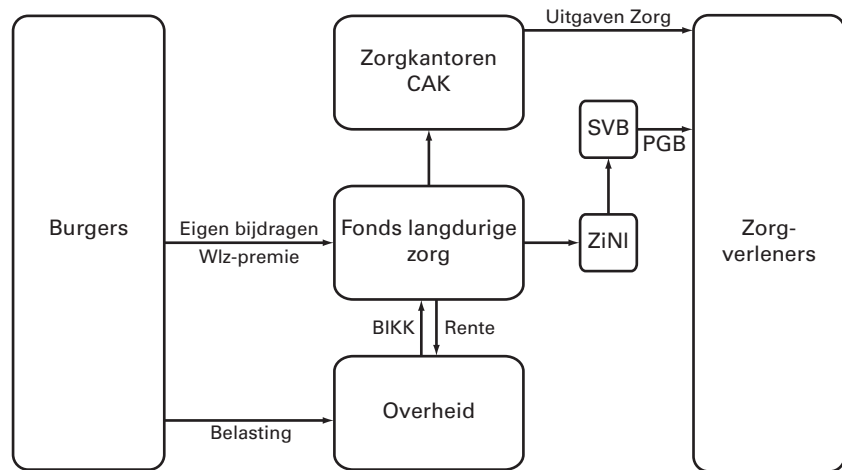 Uitgaven Zorg
Zorgkantoren
CAK
SVB
PGB
Burgers
Eigen bijdragen
Wlz-premie
Fonds langdurige
zorg
ZiNl
Zorg-
verleners
BIKK
Rente
Overheid
Belasting